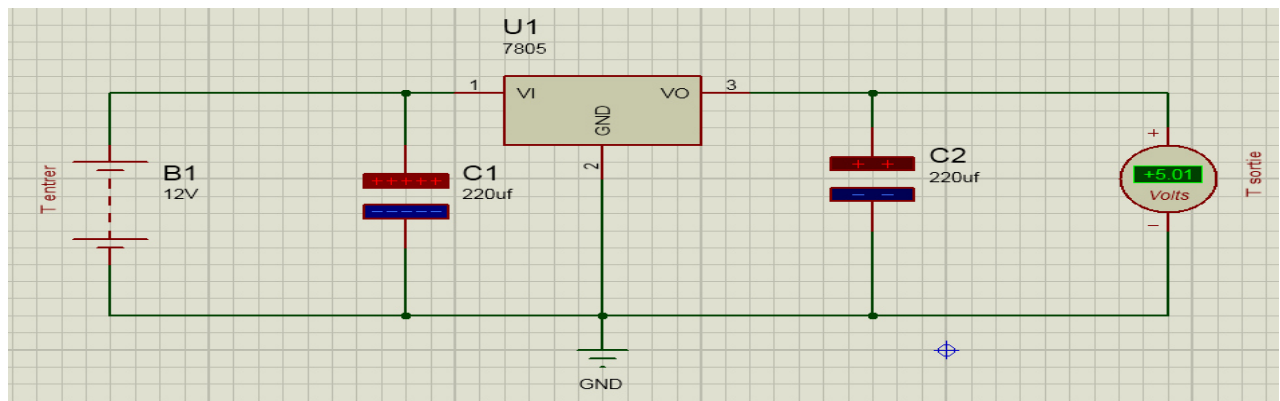 U1
7805
1
VI
VO
3
GND
2
T entrer
B1
12V
C1
220uf
C2
220uf
+5.01
Volts
T sortie
GND